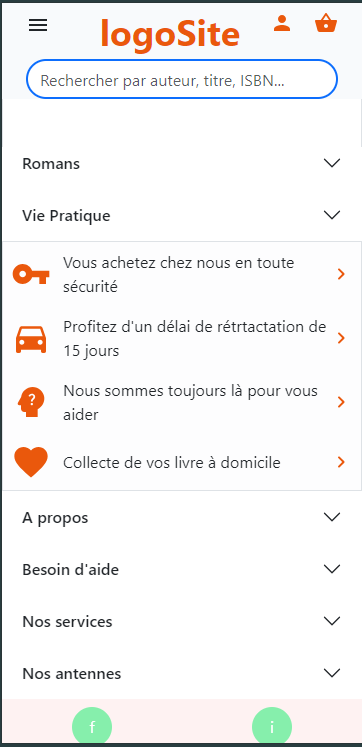 logoSite
Rechercher par auteur, titre, ISBN...
Romans
Vie Pratique
Vous achetez chez nous en toute
sécurité
Profitez d'un délai de rétrtactation de
15 jours
Nous sommes toujours là pour vous
aider
Collecte de vos livre à domicile
A propos
Besoin d'aide
Nos services
Nos antennes
f i